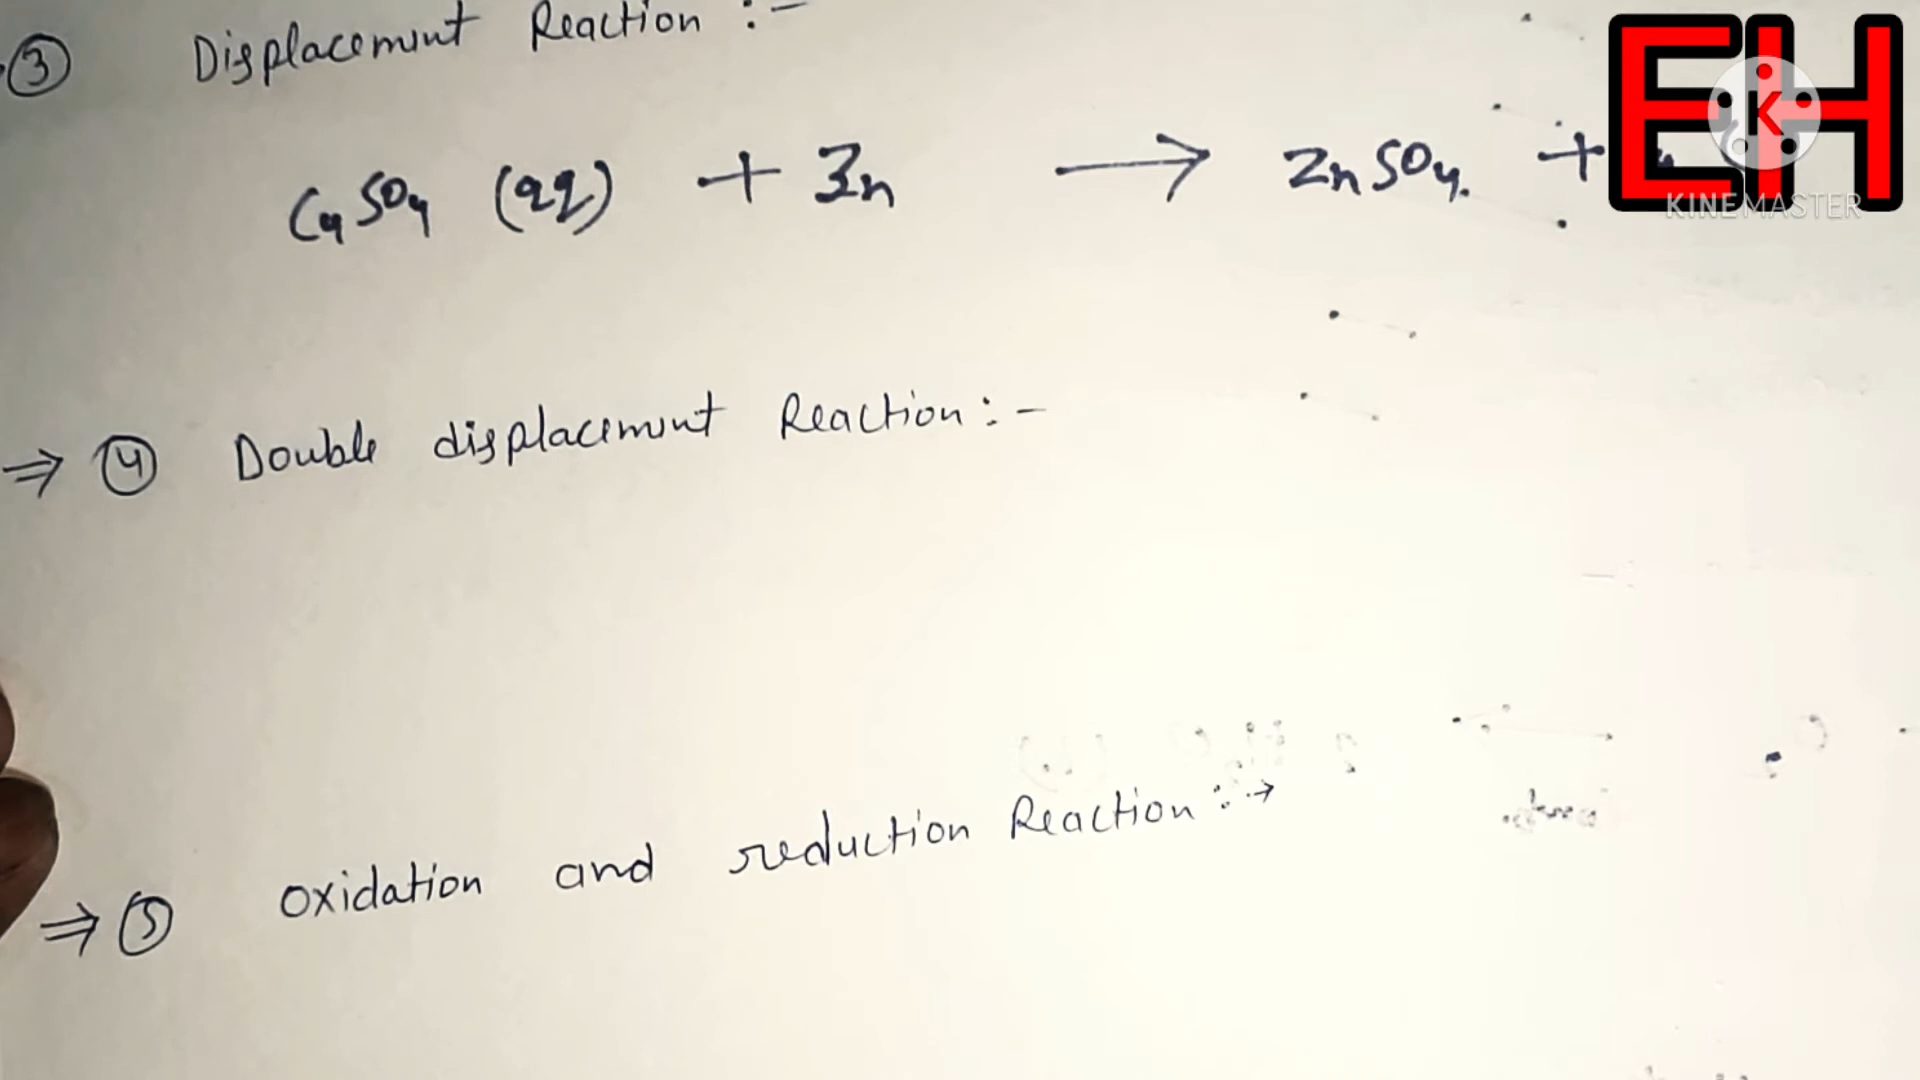 ③ Displacement Reaction :-
CuSO4 (aq) + Zn → ZnSO4. +
EH
K
KINEMASTER
⇒ ④ Double displacement Reaction :-
⇒ ⑤ oxidation and reduction Reaction :→